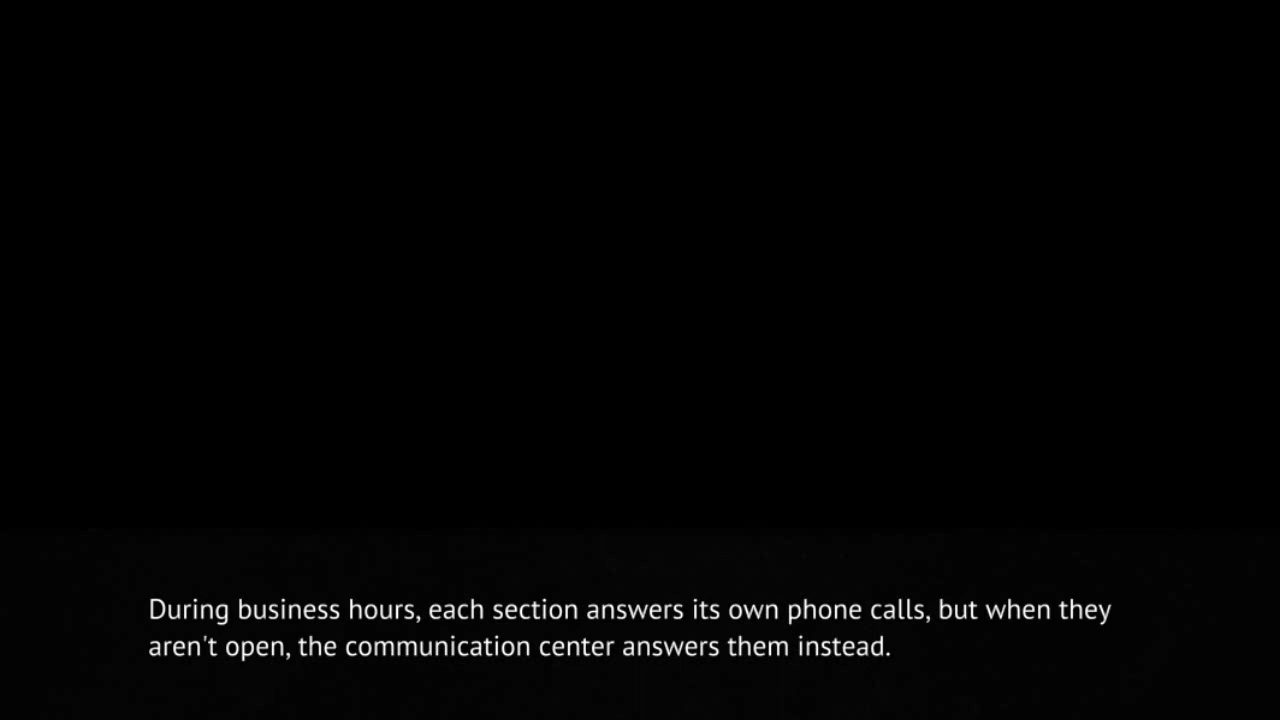 During business hours, each section answers its own phone calls, but when they
aren't open, the communication center answers them instead.